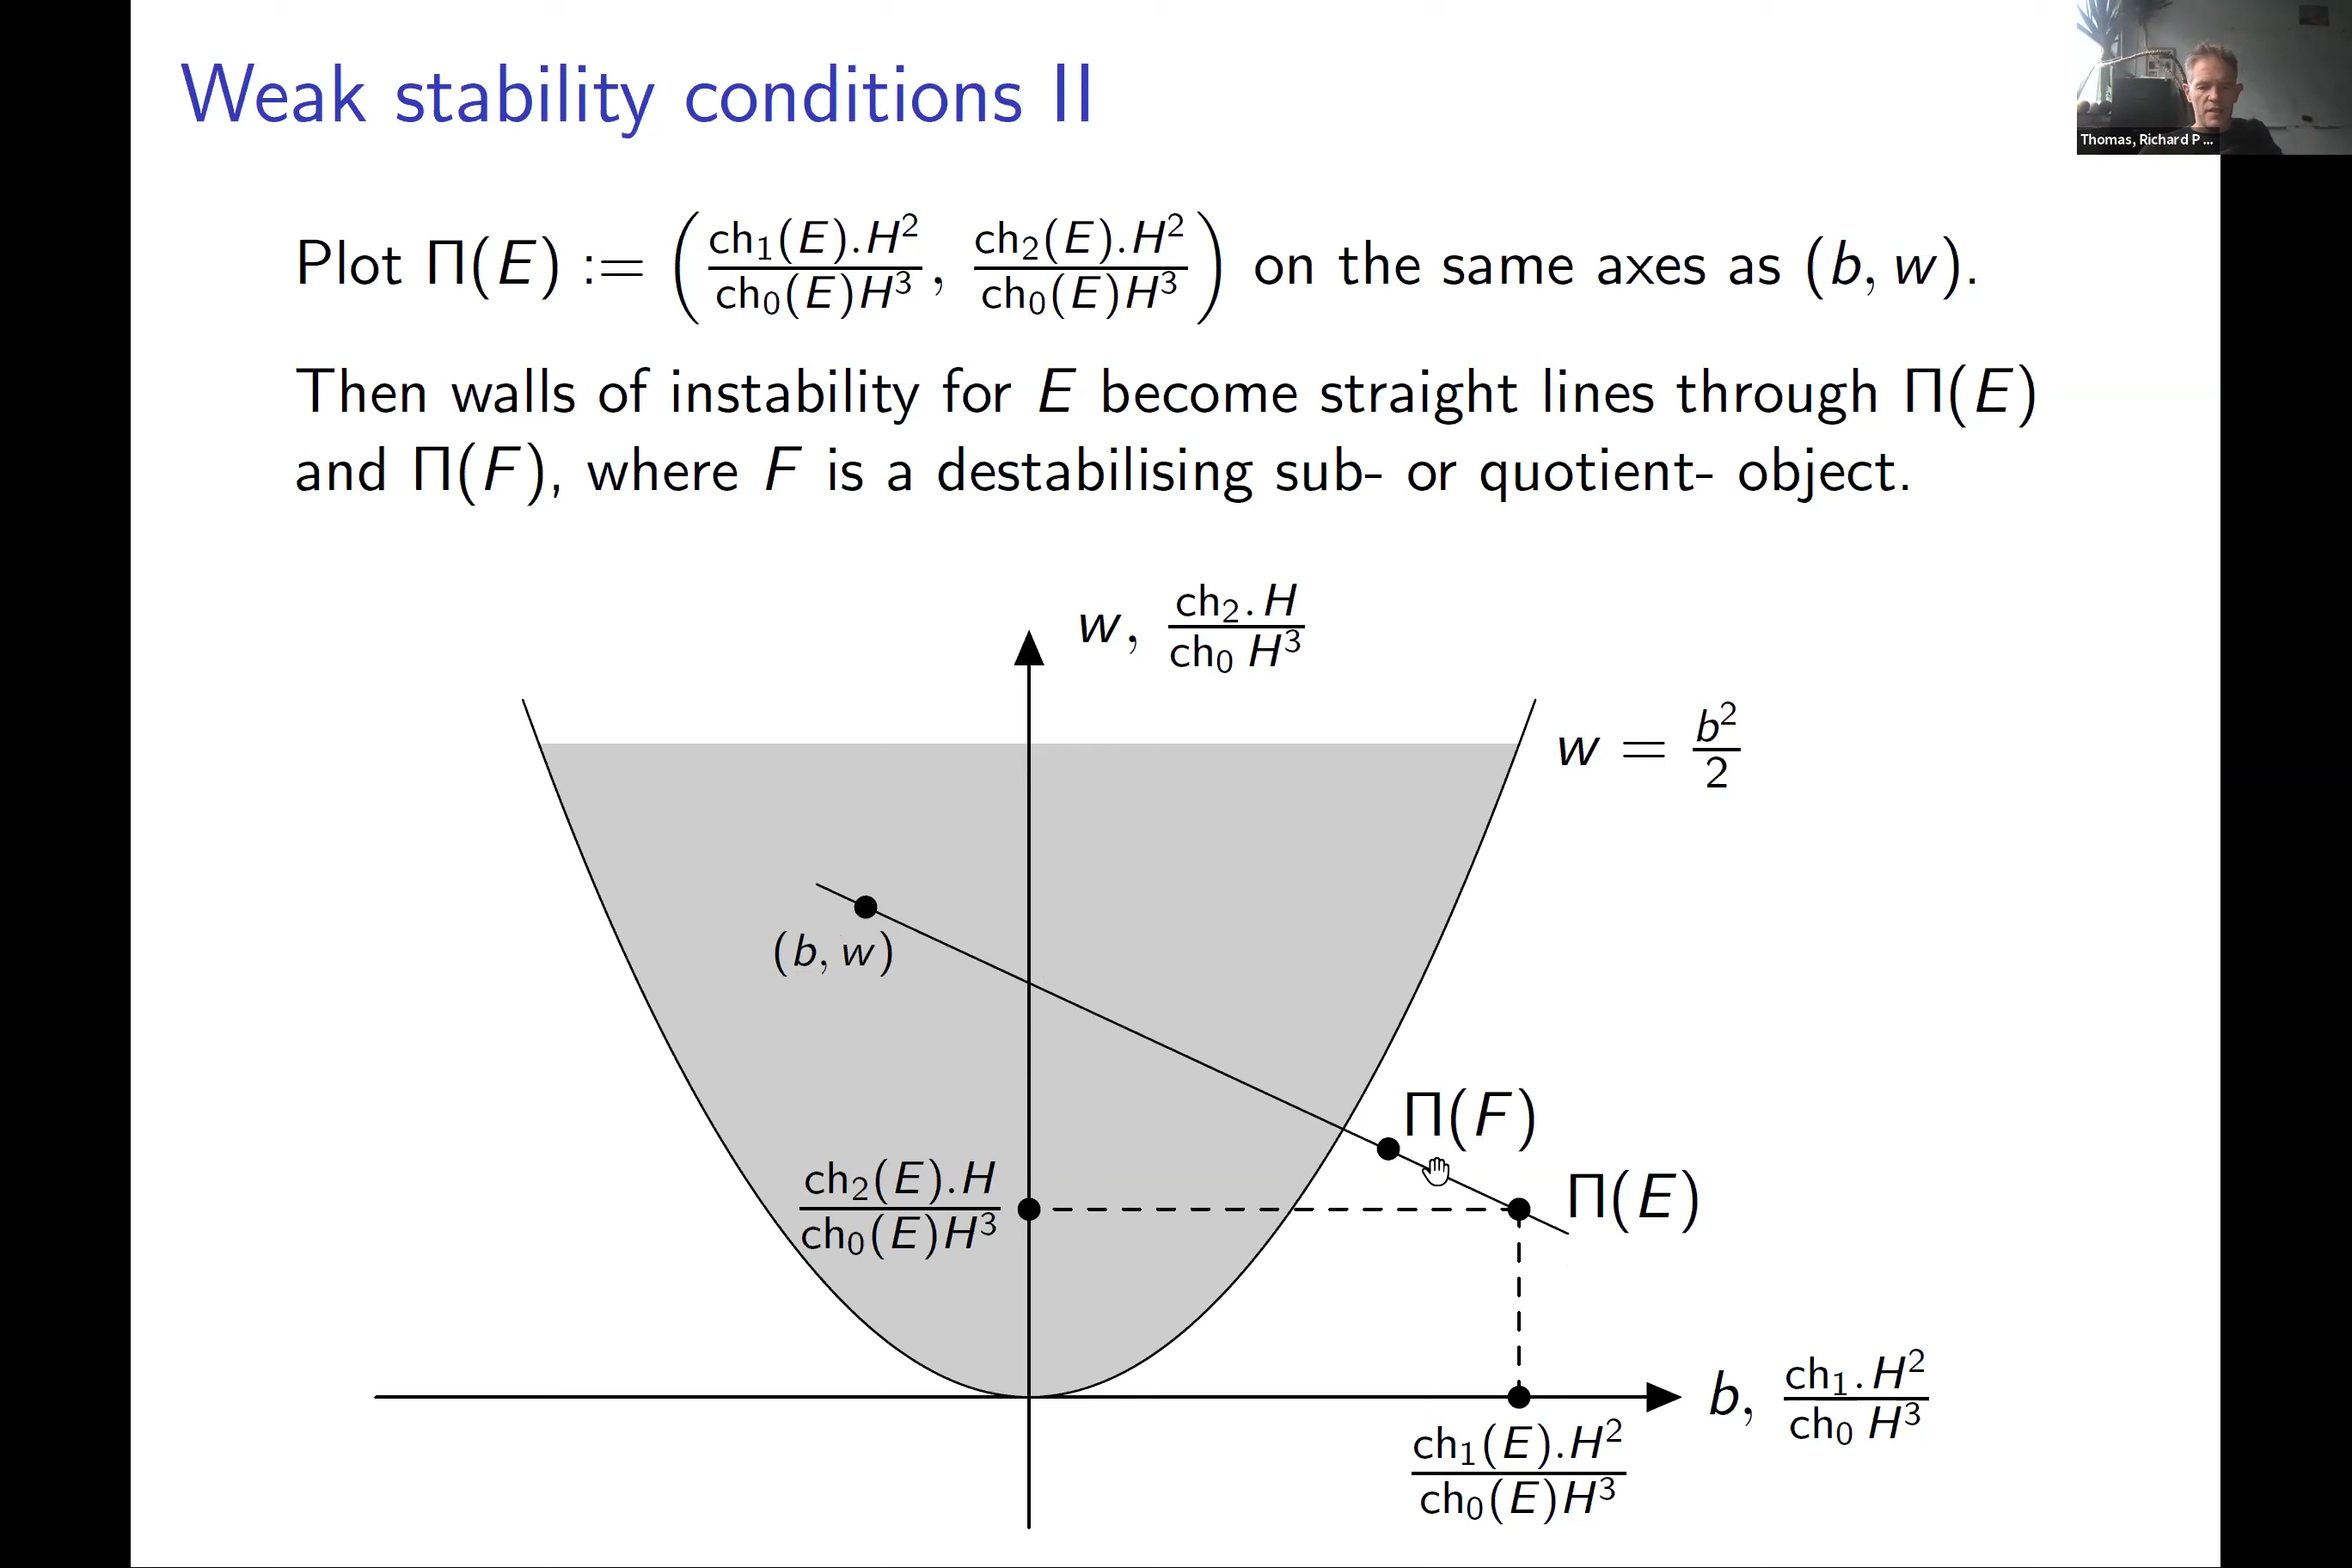 Weak stability conditions II
Thomas, Richard P ...
Plot Π(E) := (ch₁(E).H²/ch₀(E)H³, ch₂(E).H²/ch₀(E)H³) on the same axes as (b, w).
Then walls of instability for E become straight lines through Π(E)
and Π(F), where F is a destabilising sub- or quotient- object.
w, ch₂.H/ch₀ H³
w = b²/2
(b, w)
Π(F)
ch₂(E).H/ch₀(E)H³
Π(E)
b, ch₁.H²/ch₀ H³
ch₁(E).H²/ch₀(E)H³